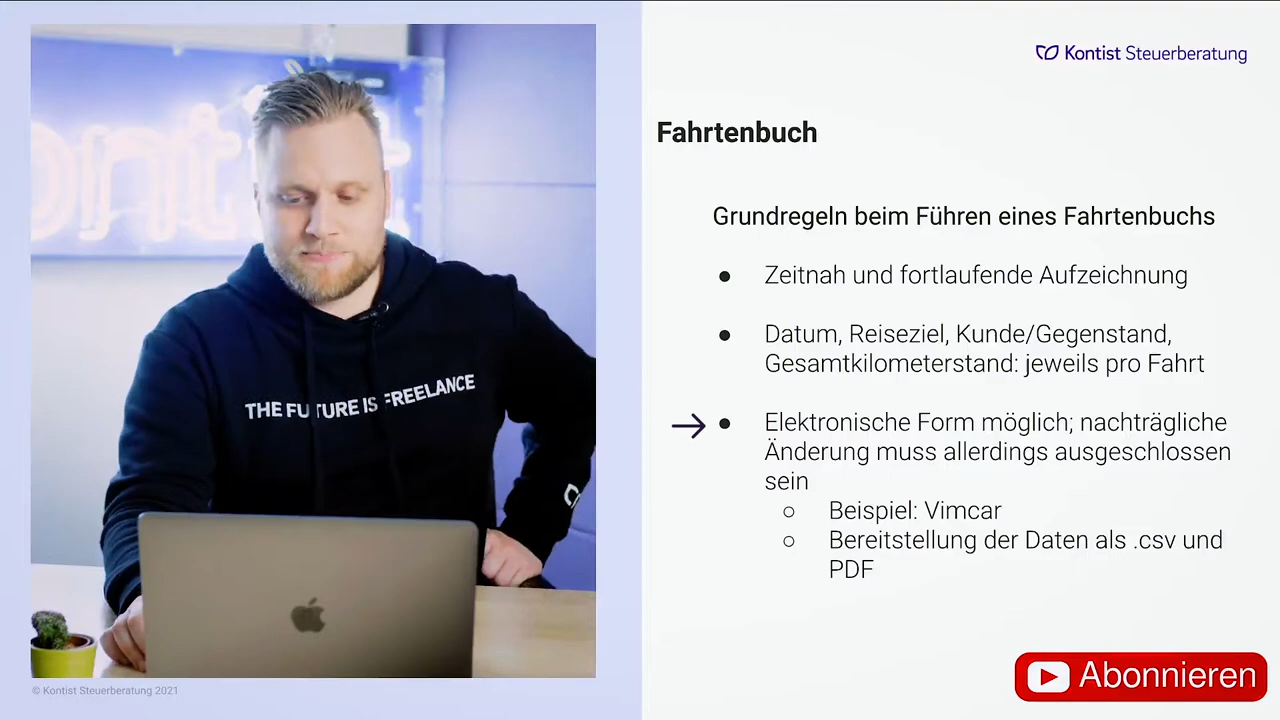 Kontist Steuerberatung
Fahrtenbuch
Grundregeln beim Führen eines Fahrtenbuchs
● Zeitnah und fortlaufende Aufzeichnung
● Datum, Reiseziel, Kunde/Gegenstand,
Gesamtkilometerstand: jeweils pro Fahrt
→ ● Elektronische Form möglich; nachträgliche
Änderung muss allerdings ausgeschlossen
sein
○ Beispiel: Vimcar
○ Bereitstellung der Daten als .csv und
PDF
THE FUTURE IS FREELANCE
© Kontist Steuerberatung 2021
Abonnieren